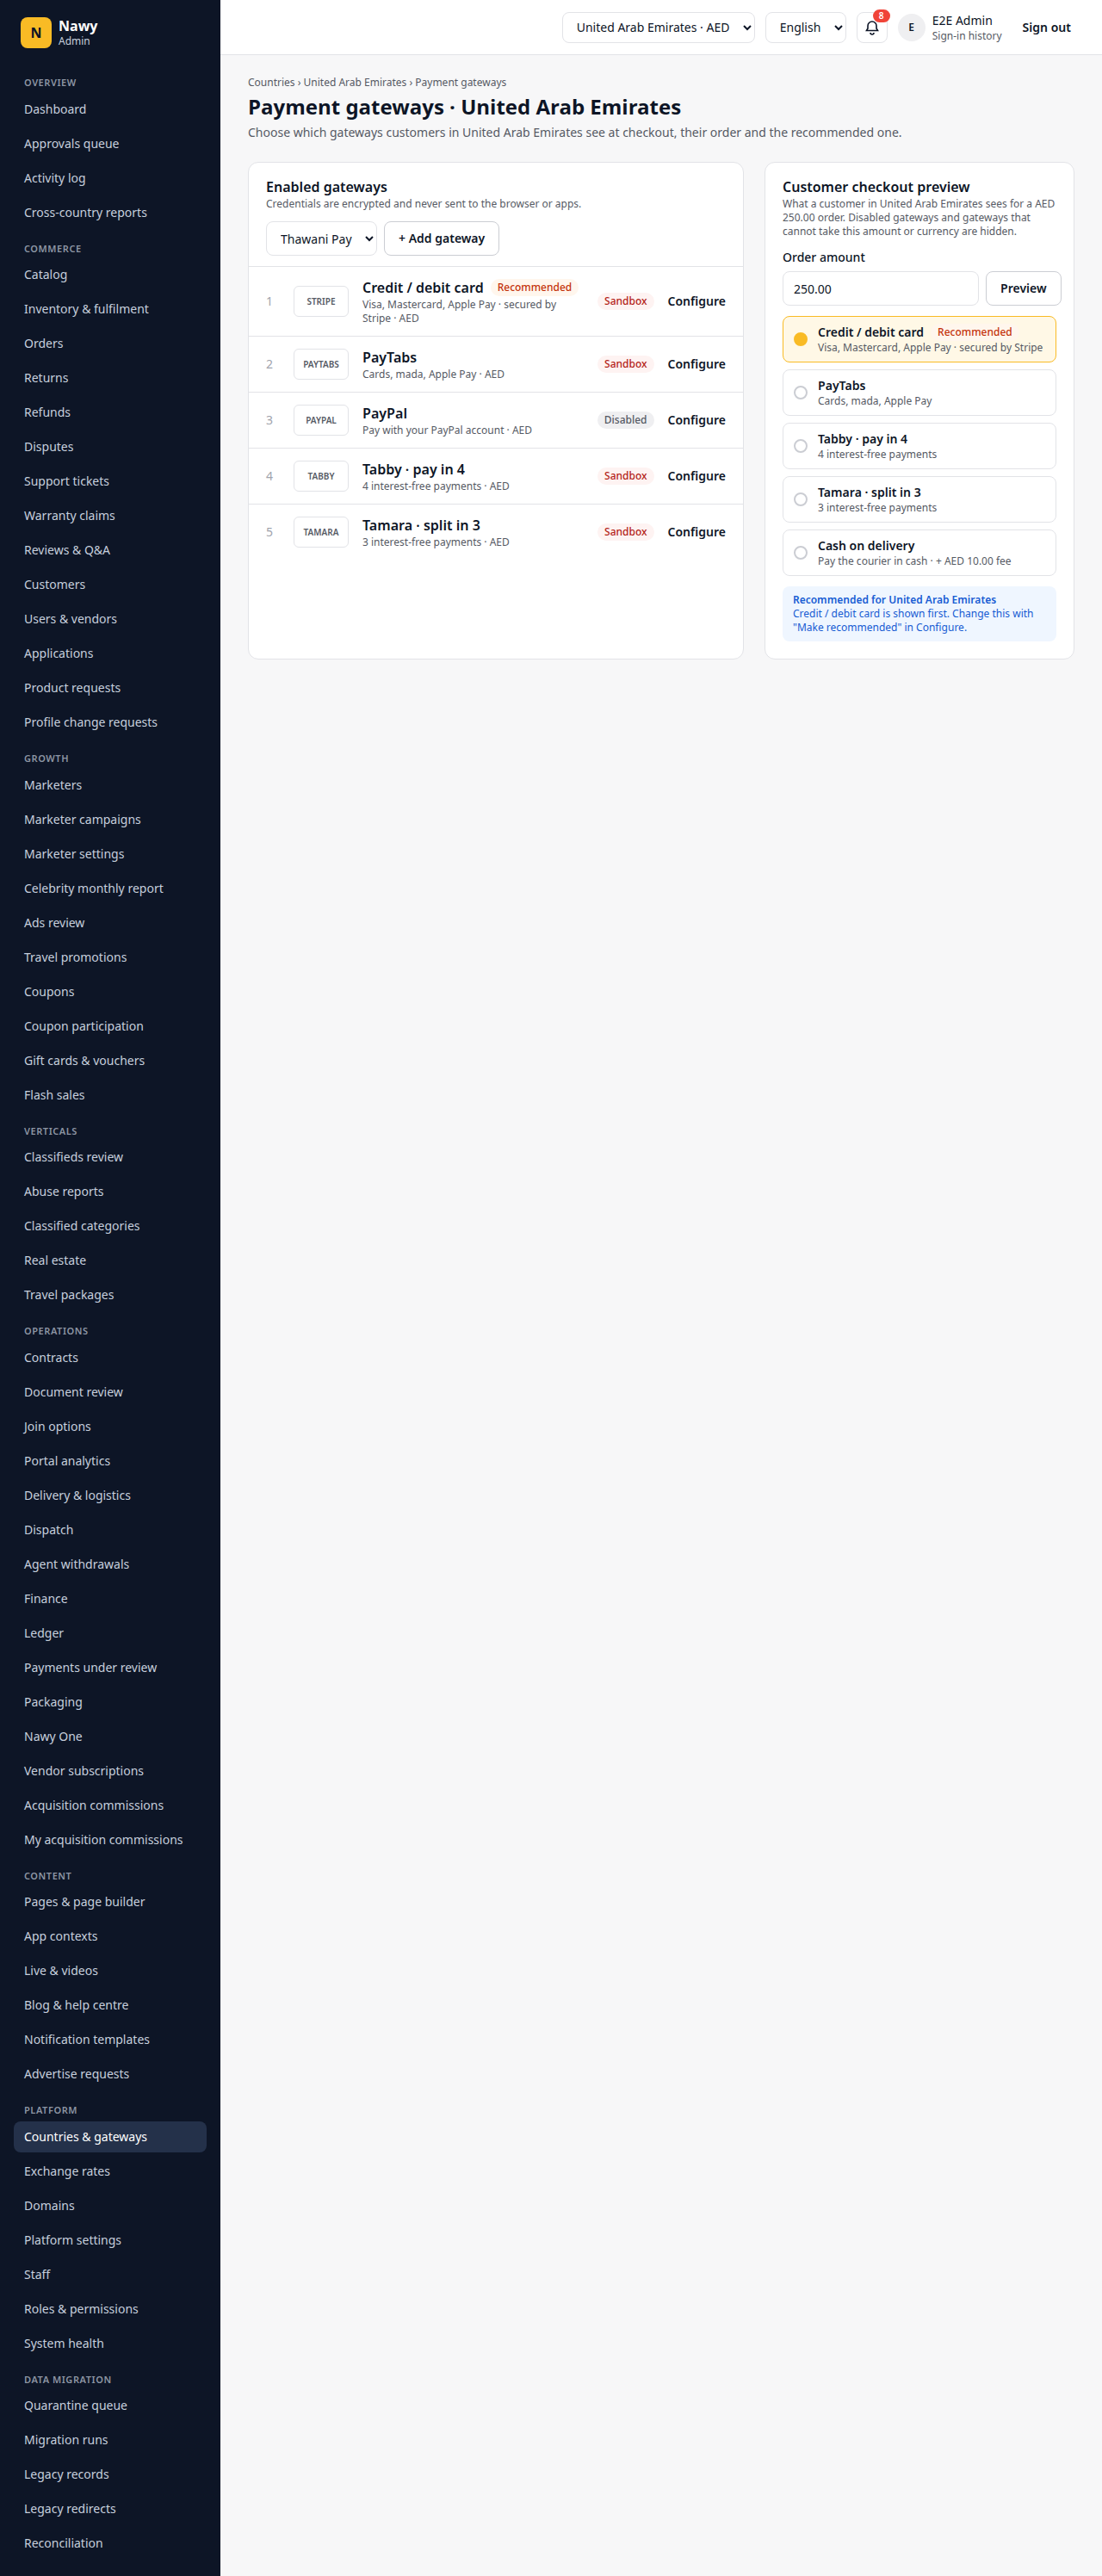 N
Nawy
Admin
OVERVIEW
Dashboard
Approvals queue
Activity log
Cross-country reports
COMMERCE
Catalog
Inventory & fulfilment
Orders
Returns
Refunds
Disputes
Support tickets
Warranty claims
Reviews & Q&A
Customers
Users & vendors
Applications
Product requests
Profile change requests
GROWTH
Marketers
Marketer campaigns
Marketer settings
Celebrity monthly report
Ads review
Travel promotions
Coupons
Coupon participation
Gift cards & vouchers
Flash sales
VERTICALS
Classifieds review
Abuse reports
Classified categories
Real estate
Travel packages
OPERATIONS
Contracts
Document review
Join options
Portal analytics
Delivery & logistics
Dispatch
Agent withdrawals
Finance
Ledger
Payments under review
Packaging
Nawy One
Vendor subscriptions
Acquisition commissions
My acquisition commissions
CONTENT
Pages & page builder
App contexts
Live & videos
Blog & help centre
Notification templates
Advertise requests
PLATFORM
Countries & gateways
Exchange rates
Domains
Platform settings
Staff
Roles & permissions
System health
DATA MIGRATION
Quarantine queue
Migration runs
Legacy records
Legacy redirects
Reconciliation
United Arab Emirates · AED
English
8
E
E2E Admin
Sign-in history
Sign out
Countries › United Arab Emirates › Payment gateways
Payment gateways · United Arab Emirates
Choose which gateways customers in United Arab Emirates see at checkout, their order and the recommended one.
Enabled gateways
Credentials are encrypted and never sent to the browser or apps.
Thawani Pay
+ Add gateway
1
STRIPE
Credit / debit card Recommended
Visa, Mastercard, Apple Pay · secured by
Stripe · AED
Sandbox
Configure
2
PAYTABS
PayTabs
Cards, mada, Apple Pay · AED
Sandbox
Configure
3
PAYPAL
PayPal
Pay with your PayPal account · AED
Disabled
Configure
4
TABBY
Tabby · pay in 4
4 interest-free payments · AED
Sandbox
Configure
5
TAMARA
Tamara · split in 3
3 interest-free payments · AED
Sandbox
Configure
Customer checkout preview
What a customer in United Arab Emirates sees for a AED
250.00 order. Disabled gateways and gateways that
cannot take this amount or currency are hidden.
Order amount
250.00
Preview
Credit / debit card Recommended
Visa, Mastercard, Apple Pay · secured by Stripe
PayTabs
Cards, mada, Apple Pay
Tabby · pay in 4
4 interest-free payments
Tamara · split in 3
3 interest-free payments
Cash on delivery
Pay the courier in cash · + AED 10.00 fee
Recommended for United Arab Emirates
Credit / debit card is shown first. Change this with
"Make recommended" in Configure.